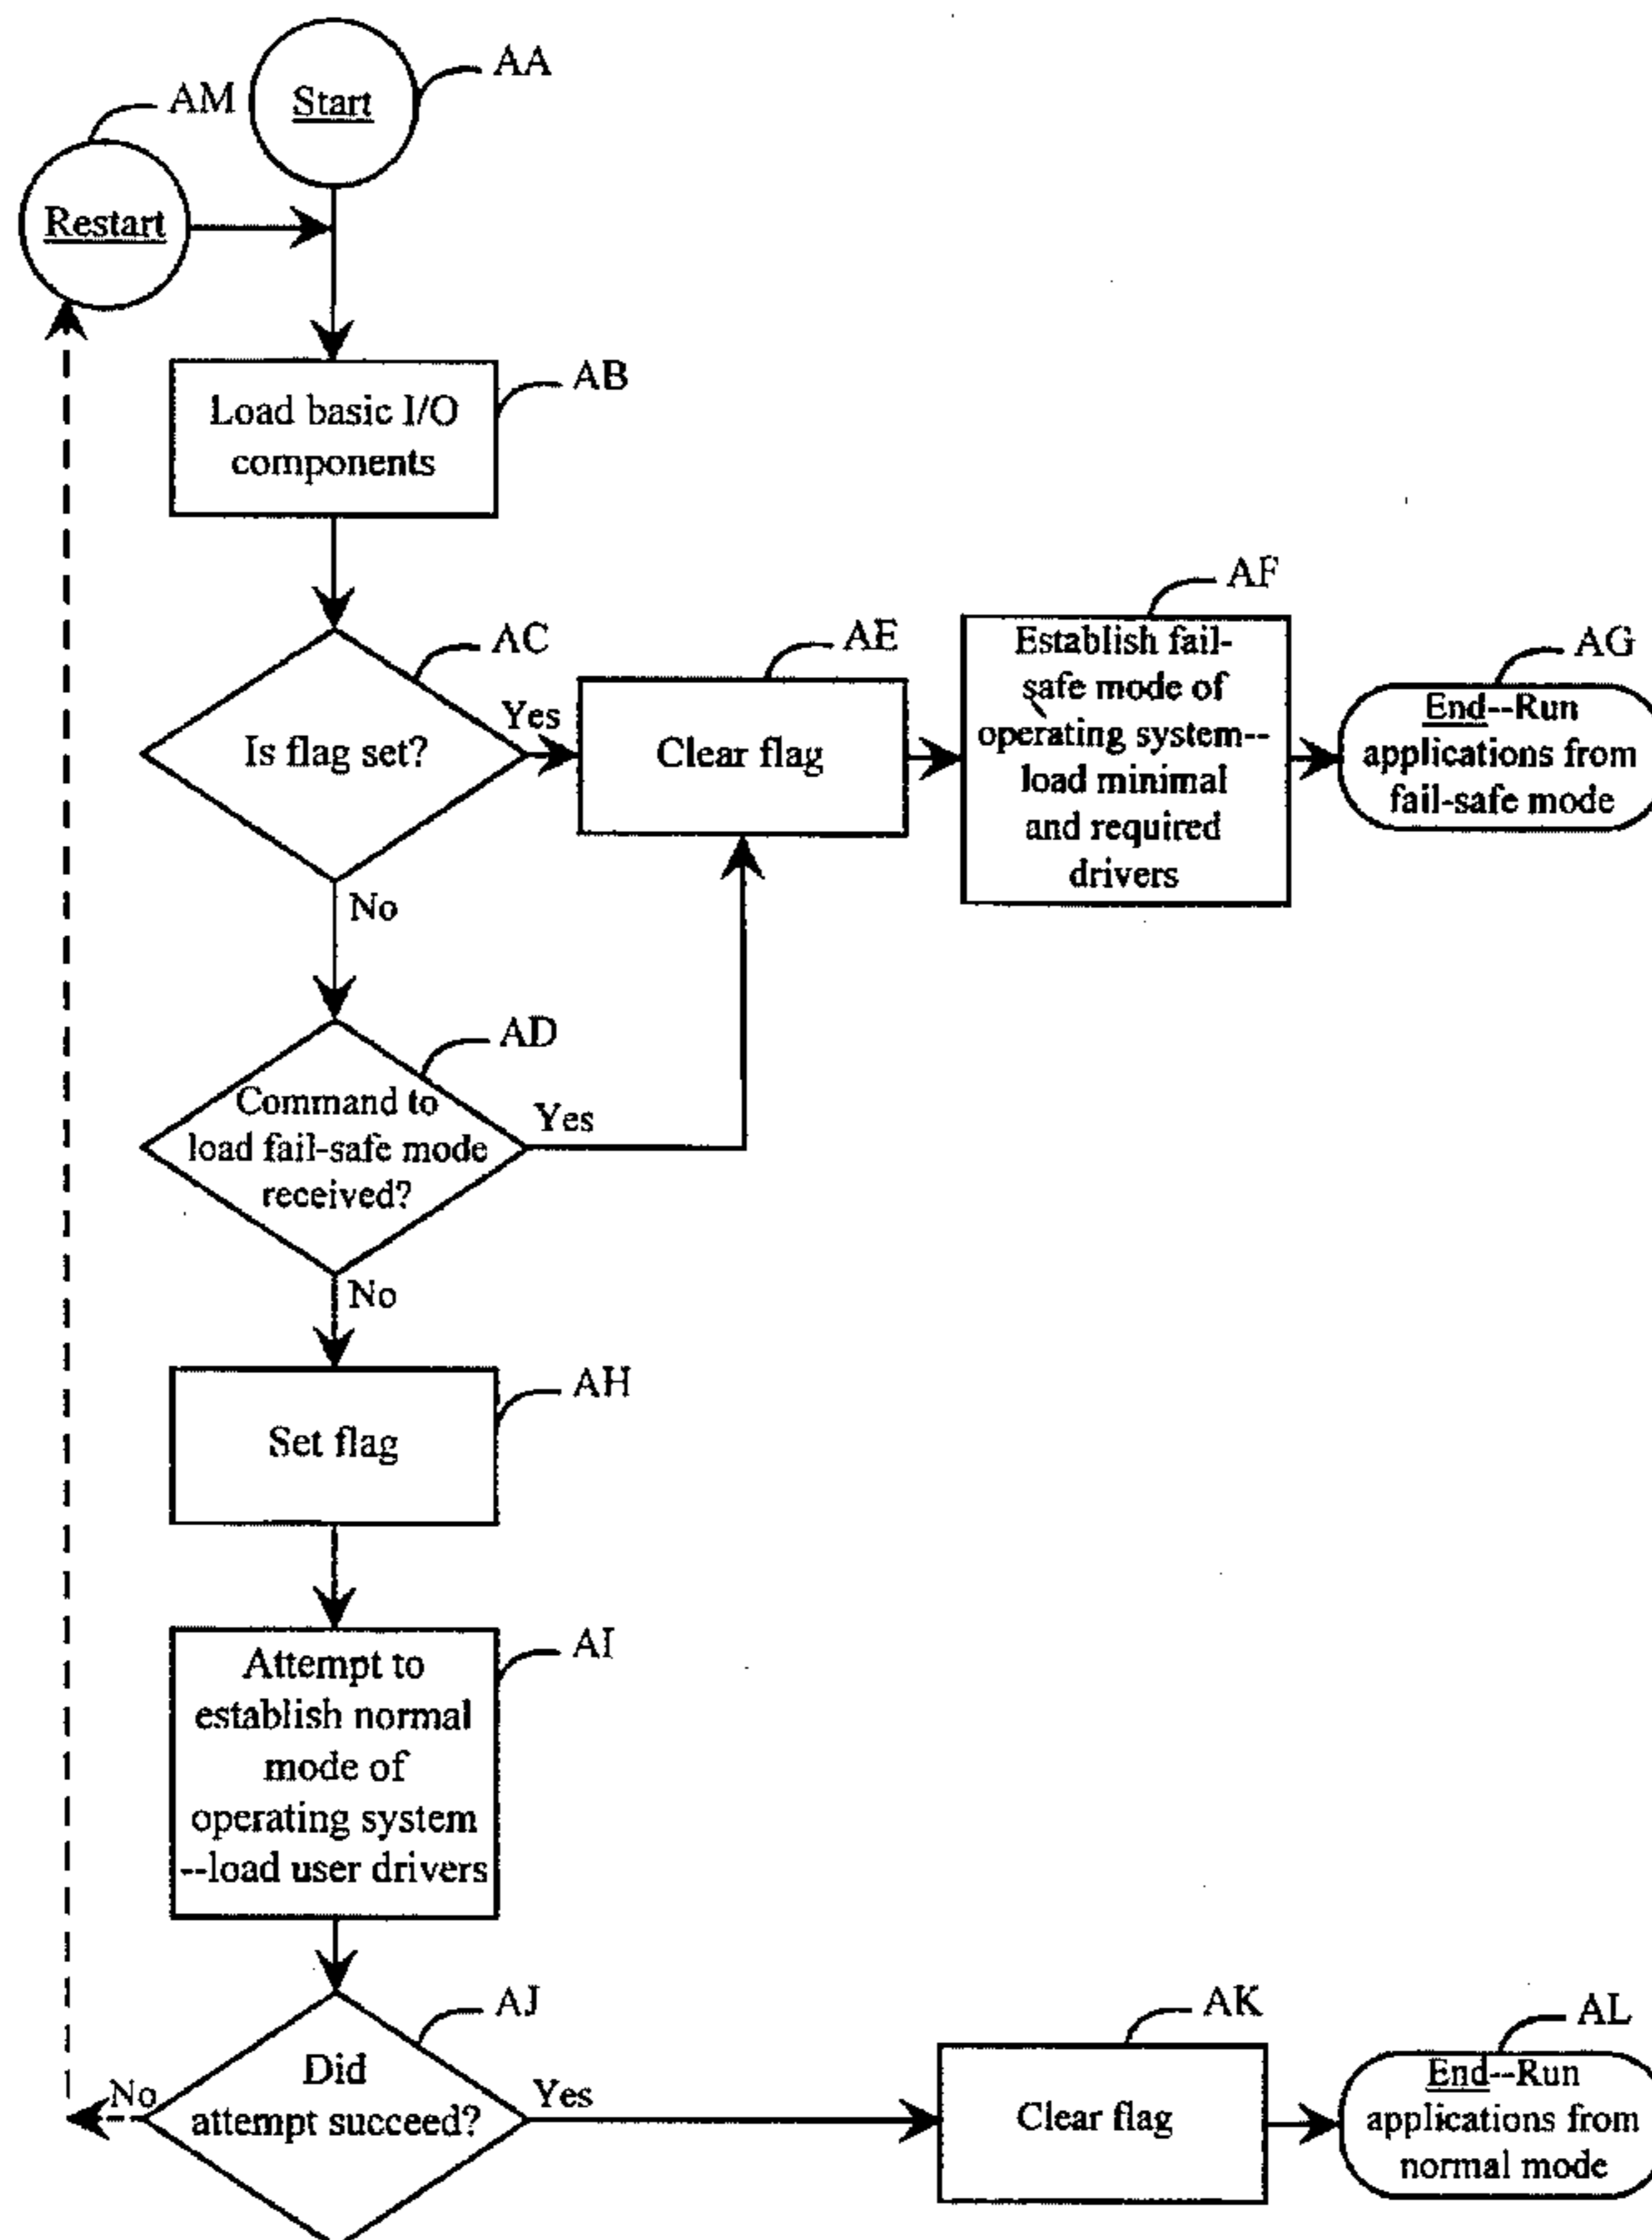 AA
Start
AM
Restart
AB
Load basic I/O
components
AC
Is flag set?
Yes
No
AE
Clear flag
AF
Establish fail-
safe mode of
operating system--
load minimal
and required
drivers
AG
End--Run
applications from
fail-safe mode
AD
Command to
load fail-safe mode
received?
Yes
No
AH
Set flag
AI
Attempt to
establish normal
mode of
operating system
--load user drivers
AJ
Did
attempt succeed?
No
Yes
AK
Clear flag
AL
End--Run
applications from
normal mode